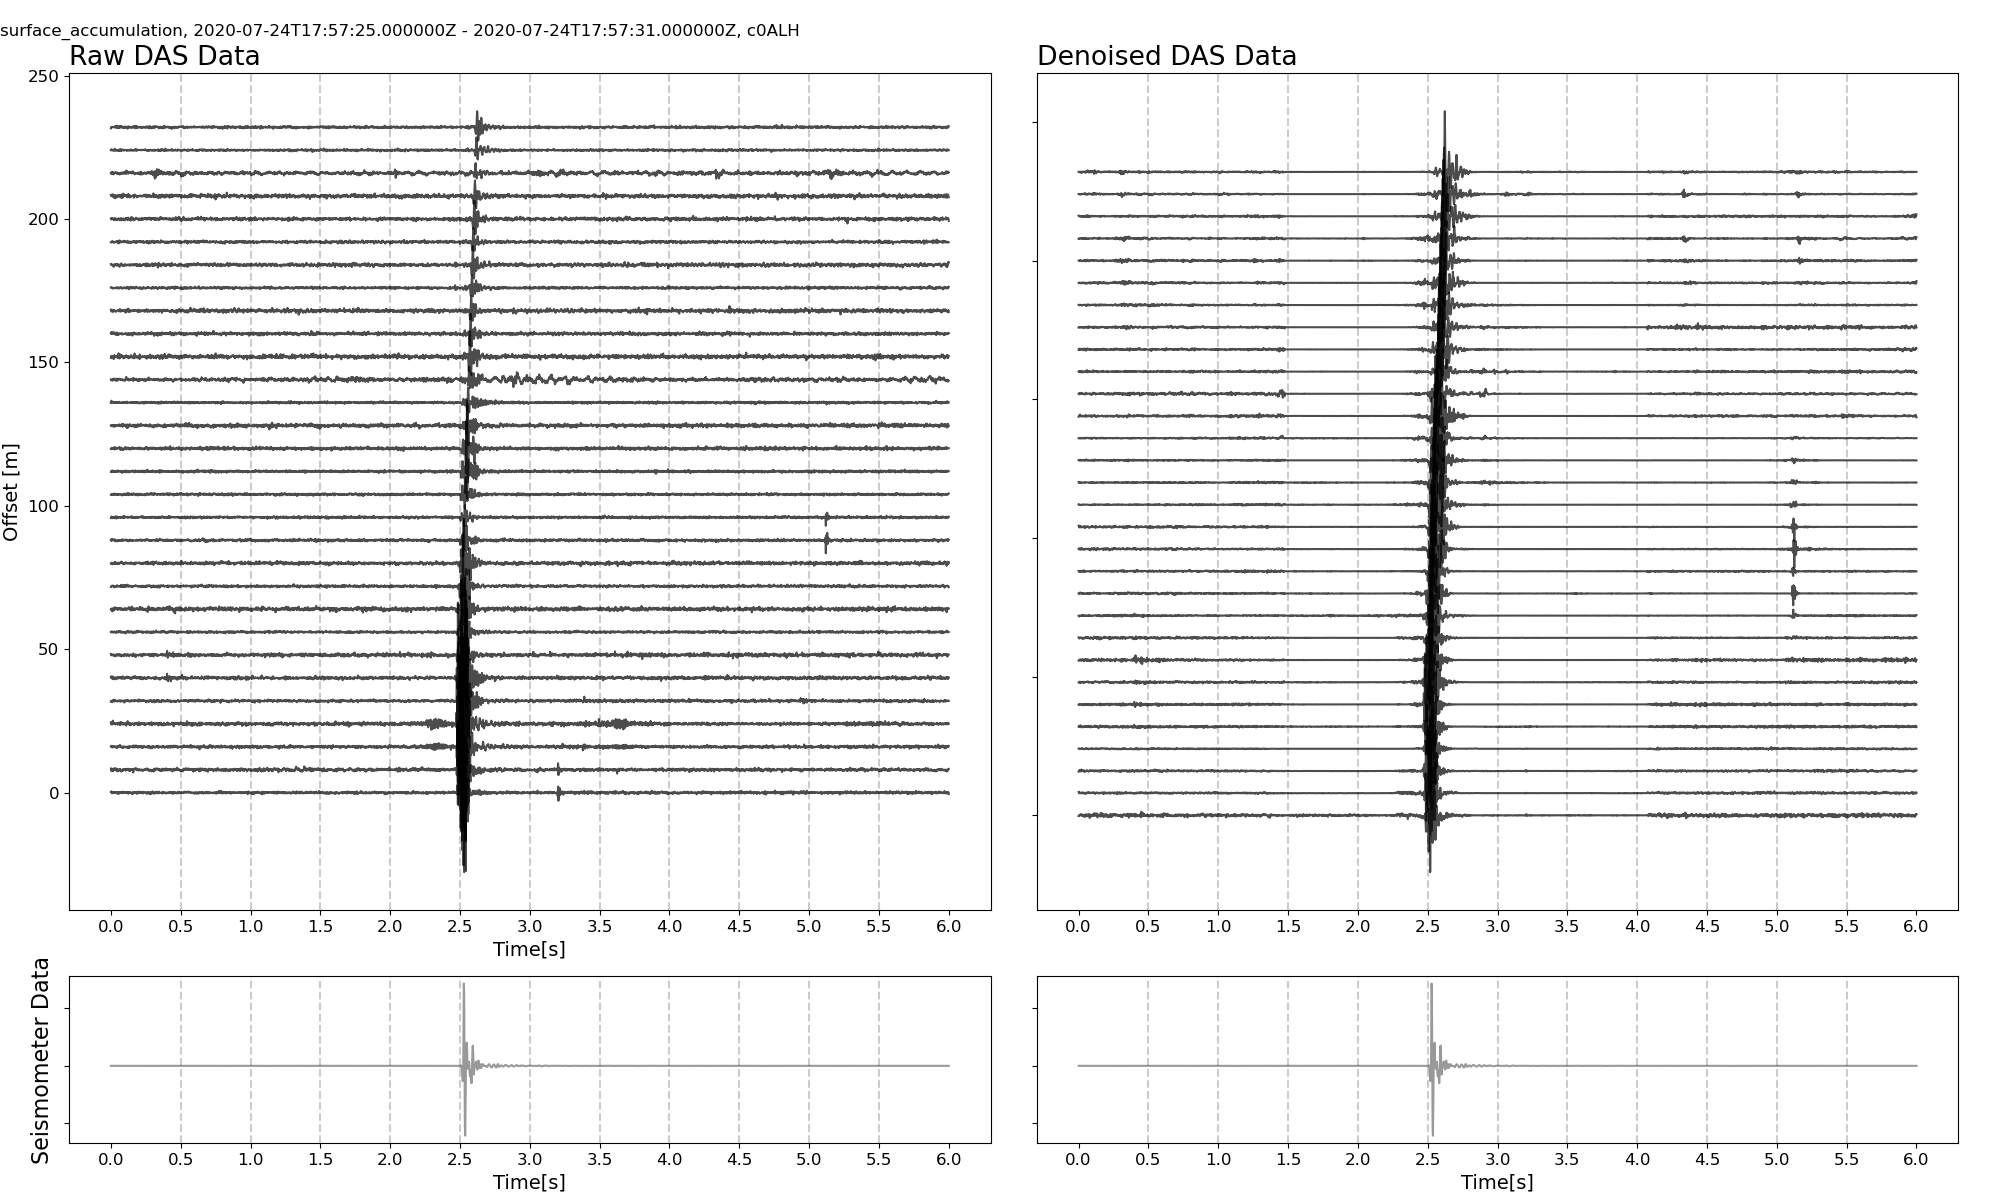 surface_accumulation, 2020-07-24T17:57:25.000000Z - 2020-07-24T17:57:31.000000Z, c0ALH
Raw DAS Data
Denoised DAS Data
250
200
150
100
50
0
Offset [m]
0.0 0.5 1.0 1.5 2.0 2.5 3.0 3.5 4.0 4.5 5.0 5.5 6.0
Time[s]
0.0 0.5 1.0 1.5 2.0 2.5 3.0 3.5 4.0 4.5 5.0 5.5 6.0
Seismometer Data
0.0 0.5 1.0 1.5 2.0 2.5 3.0 3.5 4.0 4.5 5.0 5.5 6.0
Time[s]
0.0 0.5 1.0 1.5 2.0 2.5 3.0 3.5 4.0 4.5 5.0 5.5 6.0
Time[s]